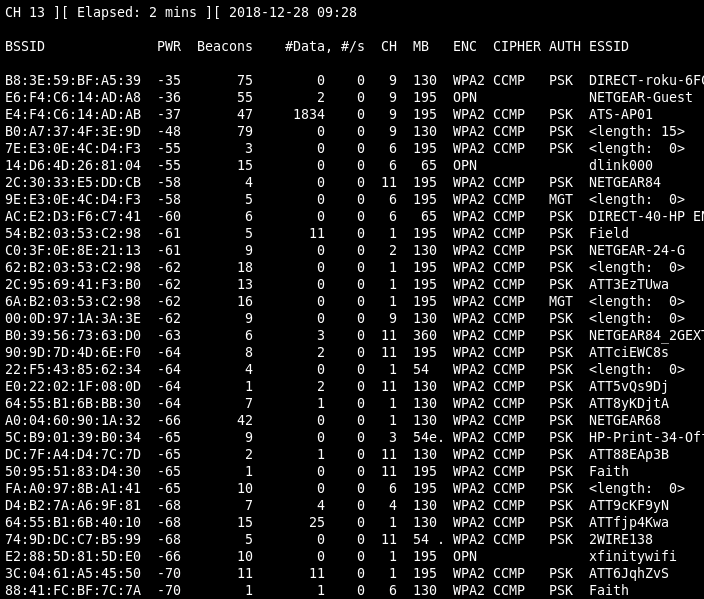 CH 13 ][ Elapsed: 2 mins ][ 2018-12-28 09:28
BSSID PWR Beacons #Data, #/s CH MB ENC CIPHER AUTH ESSID
B8:3E:59:BF:A5:39 -35 75 0 0 9 130 WPA2 CCMP PSK DIRECT-roku-6F0
E6:F4:C6:14:AD:A8 -36 55 2 0 9 195 OPN NETGEAR-Guest
E4:F4:C6:14:AD:AB -37 47 1834 0 9 195 WPA2 CCMP PSK ATS-AP01
B0:A7:37:4F:3E:9D -48 79 0 0 9 130 WPA2 CCMP PSK <length: 15>
7E:E3:0E:4C:D4:F3 -55 3 0 0 6 195 WPA2 CCMP PSK <length: 0>
14:D6:4D:26:81:04 -55 15 0 0 6 65 OPN dlink000
2C:30:33:E5:DD:CB -58 4 0 0 11 195 WPA2 CCMP PSK NETGEAR84
9E:E3:0E:4C:D4:F3 -58 5 0 0 6 195 WPA2 CCMP MGT <length: 0>
AC:E2:D3:F6:C7:41 -60 6 0 0 6 65 WPA2 CCMP PSK DIRECT-40-HP EN
54:B2:03:53:C2:98 -61 5 11 0 1 195 WPA2 CCMP PSK Field
C0:3F:0E:8E:21:13 -61 9 0 0 2 130 WPA2 CCMP PSK NETGEAR-24-G
62:B2:03:53:C2:98 -62 18 0 0 1 195 WPA2 CCMP PSK <length: 0>
2C:95:69:41:F3:B0 -62 13 0 0 1 195 WPA2 CCMP PSK ATT3EzTUwa
6A:B2:03:53:C2:98 -62 16 0 0 1 195 WPA2 CCMP MGT <length: 0>
00:0D:97:1A:3A:3E -62 9 0 0 9 130 WPA2 CCMP PSK <length: 0>
B0:39:56:73:63:D0 -63 6 3 0 11 360 WPA2 CCMP PSK NETGEAR84_2GEXT
90:9D:7D:4D:6E:F0 -64 8 2 0 11 195 WPA2 CCMP PSK ATTciEWC8s
22:F5:43:85:62:34 -64 4 0 0 1 54 WPA2 CCMP PSK <length: 0>
E0:22:02:1F:08:0D -64 1 2 0 11 130 WPA2 CCMP PSK ATT5vQs9Dj
64:55:B1:6B:BB:30 -64 7 1 0 1 130 WPA2 CCMP PSK ATT8yKDjtA
A0:04:60:90:1A:32 -66 42 0 0 1 130 WPA2 CCMP PSK NETGEAR68
5C:B9:01:39:B0:34 -65 9 0 0 3 54e. WPA2 CCMP PSK HP-Print-34-Off
DC:7F:A4:D4:7C:7D -65 2 1 0 11 130 WPA2 CCMP PSK ATT88EAp3B
50:95:51:83:D4:30 -65 1 0 0 11 195 WPA2 CCMP PSK Faith
FA:A0:97:8B:A1:41 -65 10 0 0 6 195 WPA2 CCMP PSK <length: 0>
D4:B2:7A:A6:9F:81 -68 7 4 0 4 130 WPA2 CCMP PSK ATT9cKF9yN
64:55:B1:6B:40:10 -68 15 25 0 1 130 WPA2 CCMP PSK ATTfjp4Kwa
74:9D:DC:C7:B5:99 -68 5 0 0 11 54 . WPA2 CCMP PSK 2WIRE138
E2:88:5D:81:5D:E0 -66 10 0 0 1 195 OPN xfinitywifi
3C:04:61:A5:45:50 -70 11 11 0 1 195 WPA2 CCMP PSK ATT6JqhZvS
88:41:FC:BF:7C:7A -70 1 1 0 6 130 WPA2 CCMP PSK Faith